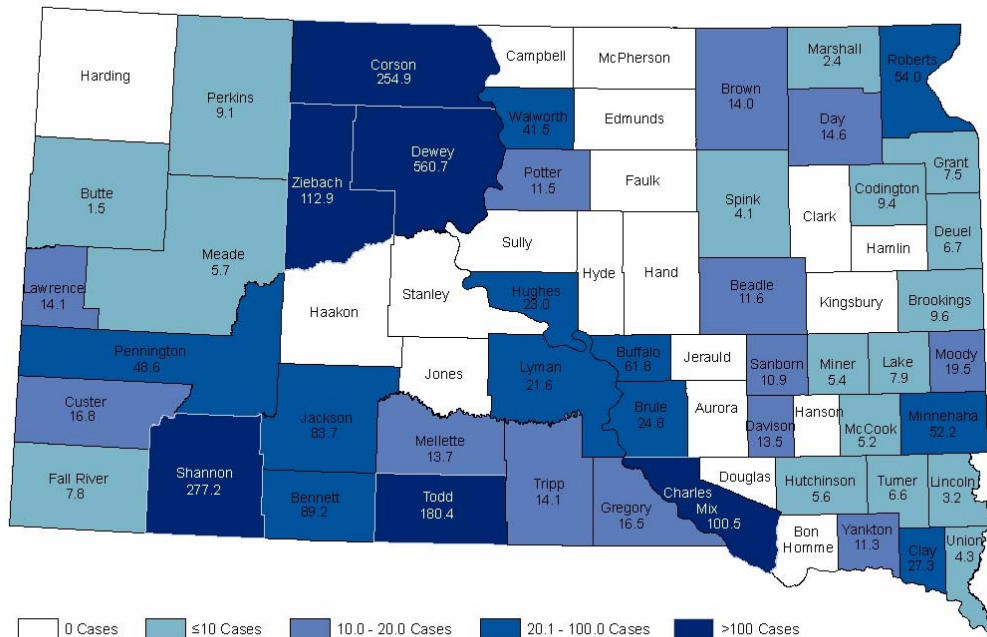 Harding
Perkins
9.1
Corson
254.9
Campbell
McPherson
Brown
14.0
Marshall
2.4
Roberts
54.0
Walworth
41.5
Edmunds
Day
14.6
Dewey
560.7
Ziebach
112.9
Potter
11.5
Faulk
Grant
7.5
Codington
9.4
Butte
1.5
Spink
4.1
Clark
Deuel
6.7
Hamlin
Meade
5.7
Sully
Hyde
Hand
Lawrence
14.1
Stanley
Hughes
23.0
Beadle
11.6
Kingsbury
Brookings
9.6
Haakon
Pennington
48.6
Jones
Lyman
21.6
Buffalo
61.8
Jerauld
Sanborn
10.9
Miner
5.4
Lake
7.9
Moody
19.5
Custer
16.8
Jackson
83.7
Brule
24.8
Aurora
Davison
13.5
Hanson
McCook
5.2
Minnehaha
52.2
Mellette
13.7
Fall River
7.8
Shannon
277.2
Bennett
89.2
Todd
180.4
Tripp
14.1
Gregory
16.5
Charles
Mix
100.5
Douglas
Hutchinson
5.6
Turner
6.6
Lincoln
3.2
Bon
Homme
Yankton
11.3
Clay
27.3
Union
4.3
0 Cases
≤10 Cases
10.0 - 20.0 Cases
20.1 - 100.0 Cases
>100 Cases